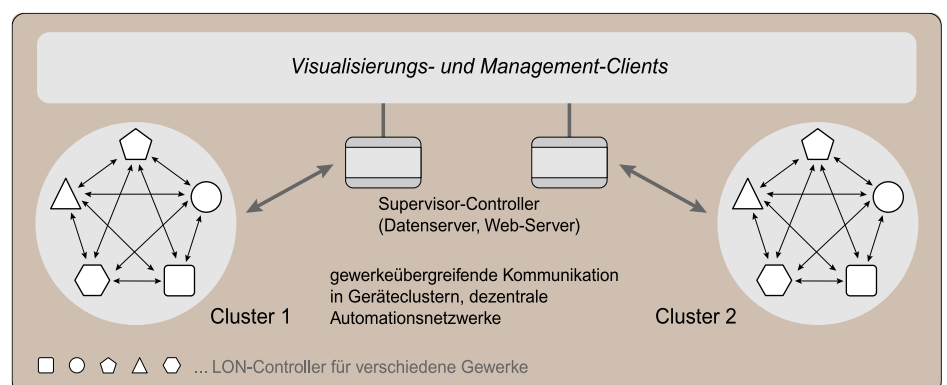 Visualisierungs- und Management-Clients
Supervisor-Controller
(Datenserver, Web-Server)
gewerkeübergreifende Kommunikation
in Geräteclustern, dezentrale
Automationsnetzwerke
Cluster 1
Cluster 2
... LON-Controller für verschiedene Gewerke